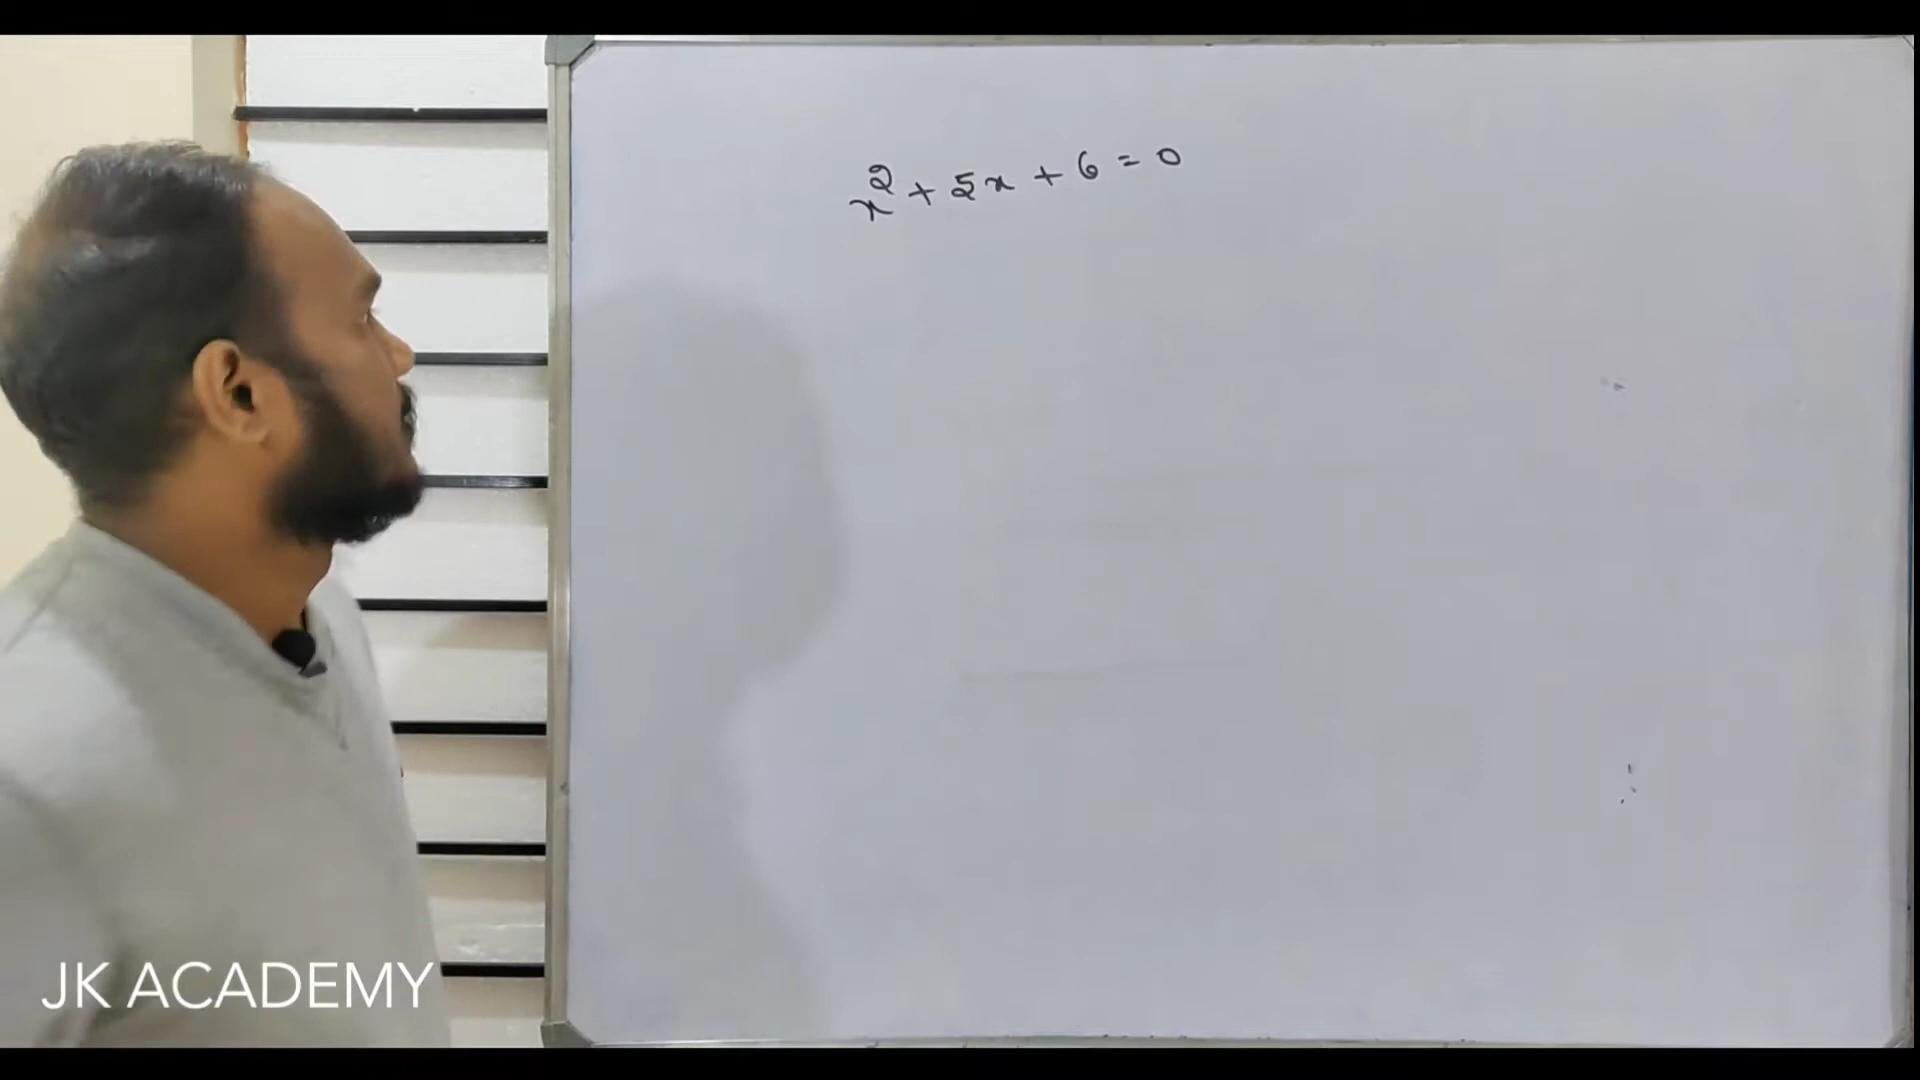 x² + 5x + 6 = 0
JK ACADEMY